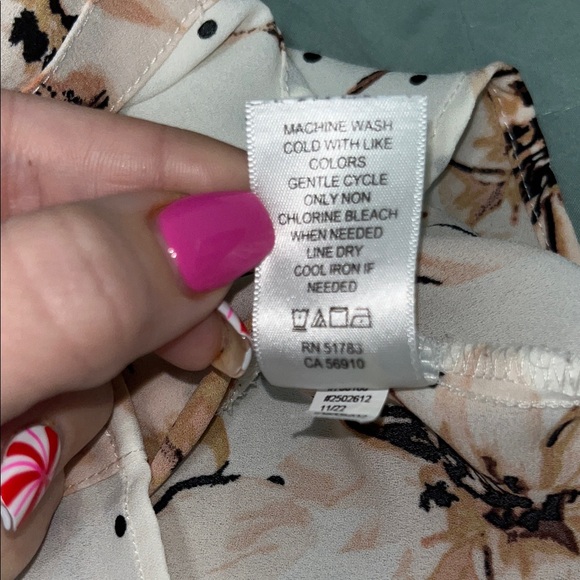 MACHINE WASH
COLD WITH LIKE
COLORS
GENTLE CYCLE
ONLY NON
CHLORINE BLEACH
WHEN NEEDED
LINE DRY
COOL IRON IF
NEEDED
RN 51783
CA 56910
#2502612
11/22